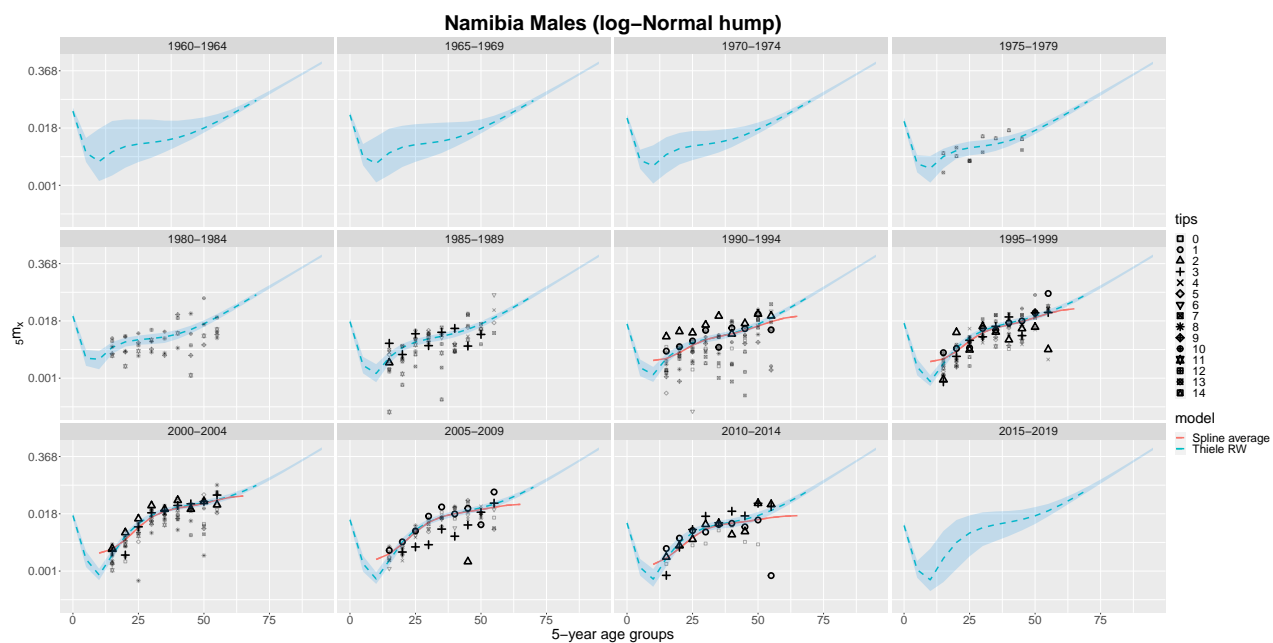 Namibia Males (log−Normal hump)
1960−1964 1965−1969 1970−1974 1975−1979
0.368
0.018
0.001
1980−1984 1985−1989 1990−1994 1995−1999
0.368
0.018
0.001
2000−2004 2005−2009 2010−2014 2015−2019
0.368
0.018
0.001
0 25 50 75 0 25 50 75 0 25 50 75 0 25 50 75
5−year age groups
5mx
tips
0
1
2
3
4
5
6
7
8
9
10
11
12
13
14
model
Spline average
Thiele RW